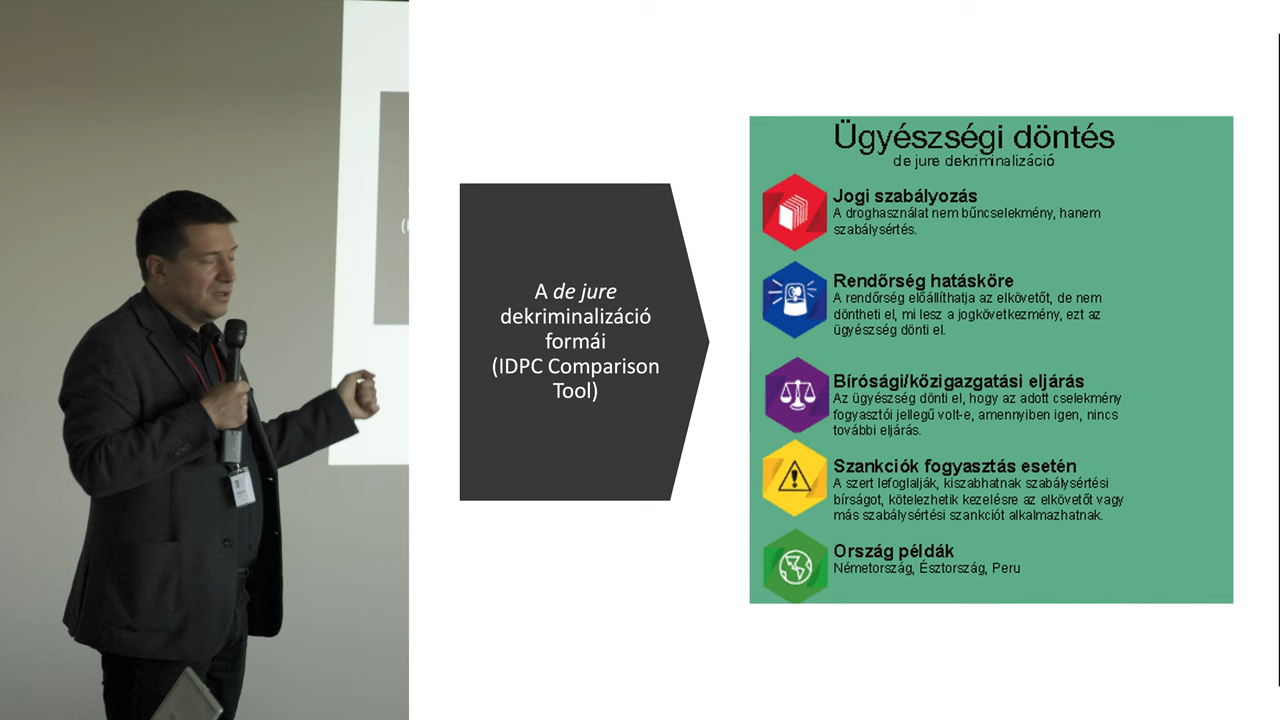 A de jure
dekriminalizáció
formái
(IDPC Comparison
Tool)
Ügyészségi döntés
de jure dekriminalizáció
Jogi szabályozás
A droghasználat nem bűncselekmény, hanem
szabálysértés.
Rendőrség hatásköre
A rendőrség előállíthatja az elkövetőt, de nem
döntheti el, mi lesz a jogkövetkezmény, ezt az
ügyészség dönti el.
Bírósági/közigazgatási eljárás
Az ügyészség dönti el, hogy az adott cselekmény
fogyasztói jellegű volt-e, amennyiben igen, nincs
további eljárás.
Szankciók fogyasztás esetén
A szert lefoglalják, kiszabhatnak szabálysértési
bírságot, kötelezhetik kezelésre az elkövetőt vagy
más szabálysértési szankciót alkalmazhatnak.
Ország példák
Németország, Észtország, Peru